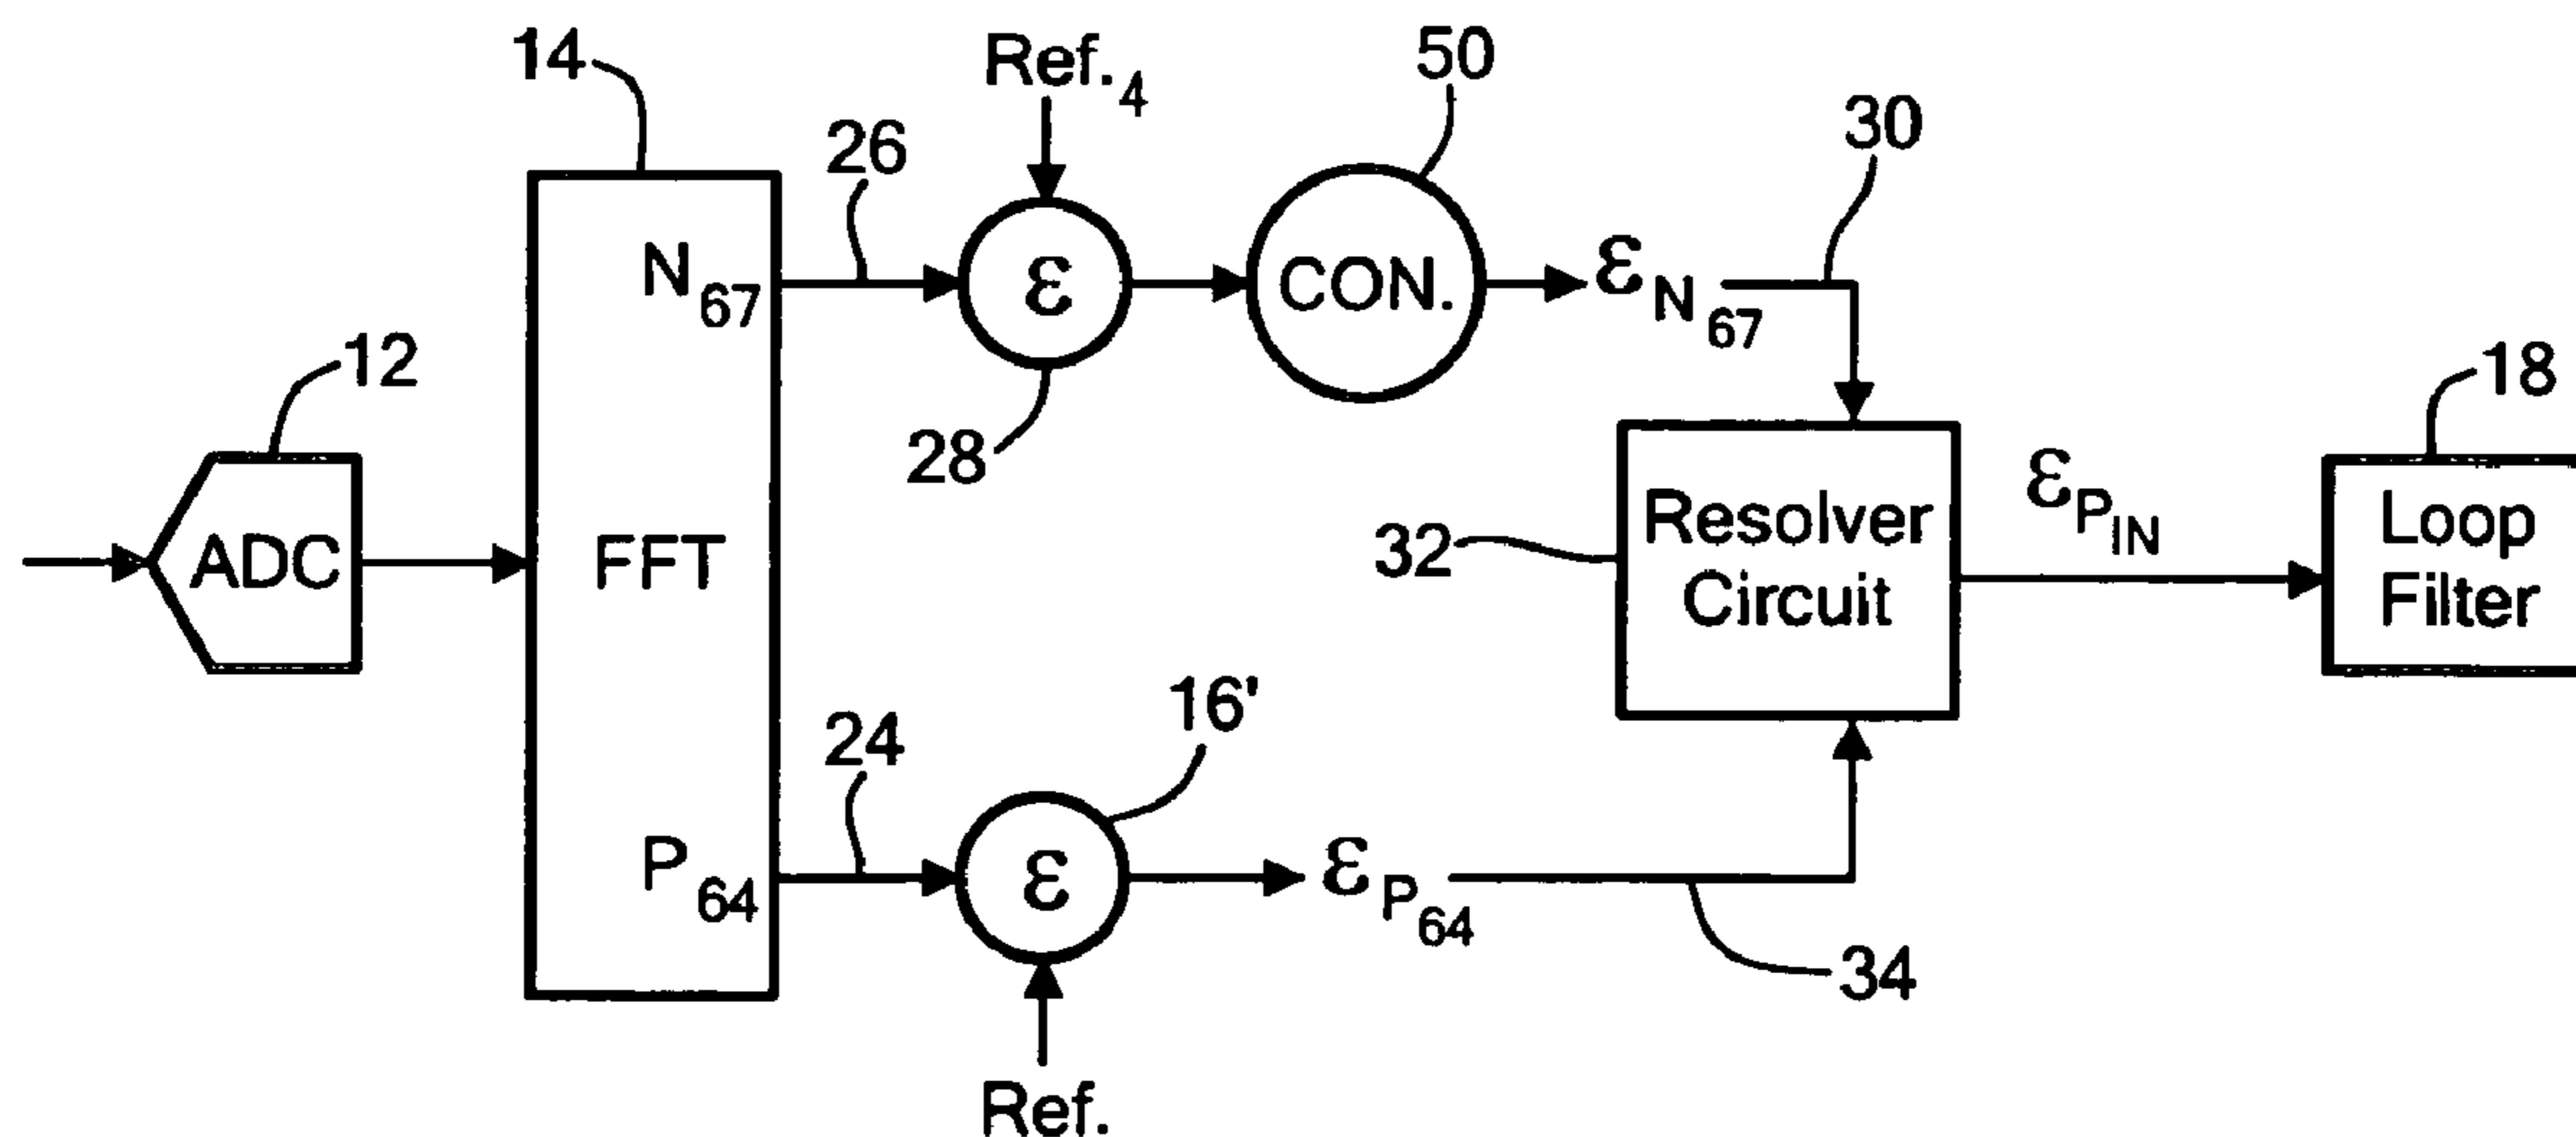 14
Ref.4
50
26
30
N67
ε
CON.
εN67
12
28
18
ADC
FFT
32
Resolver
Circuit
εPIN
Loop
Filter
16'
24
P64
ε
εP64
34
Ref.